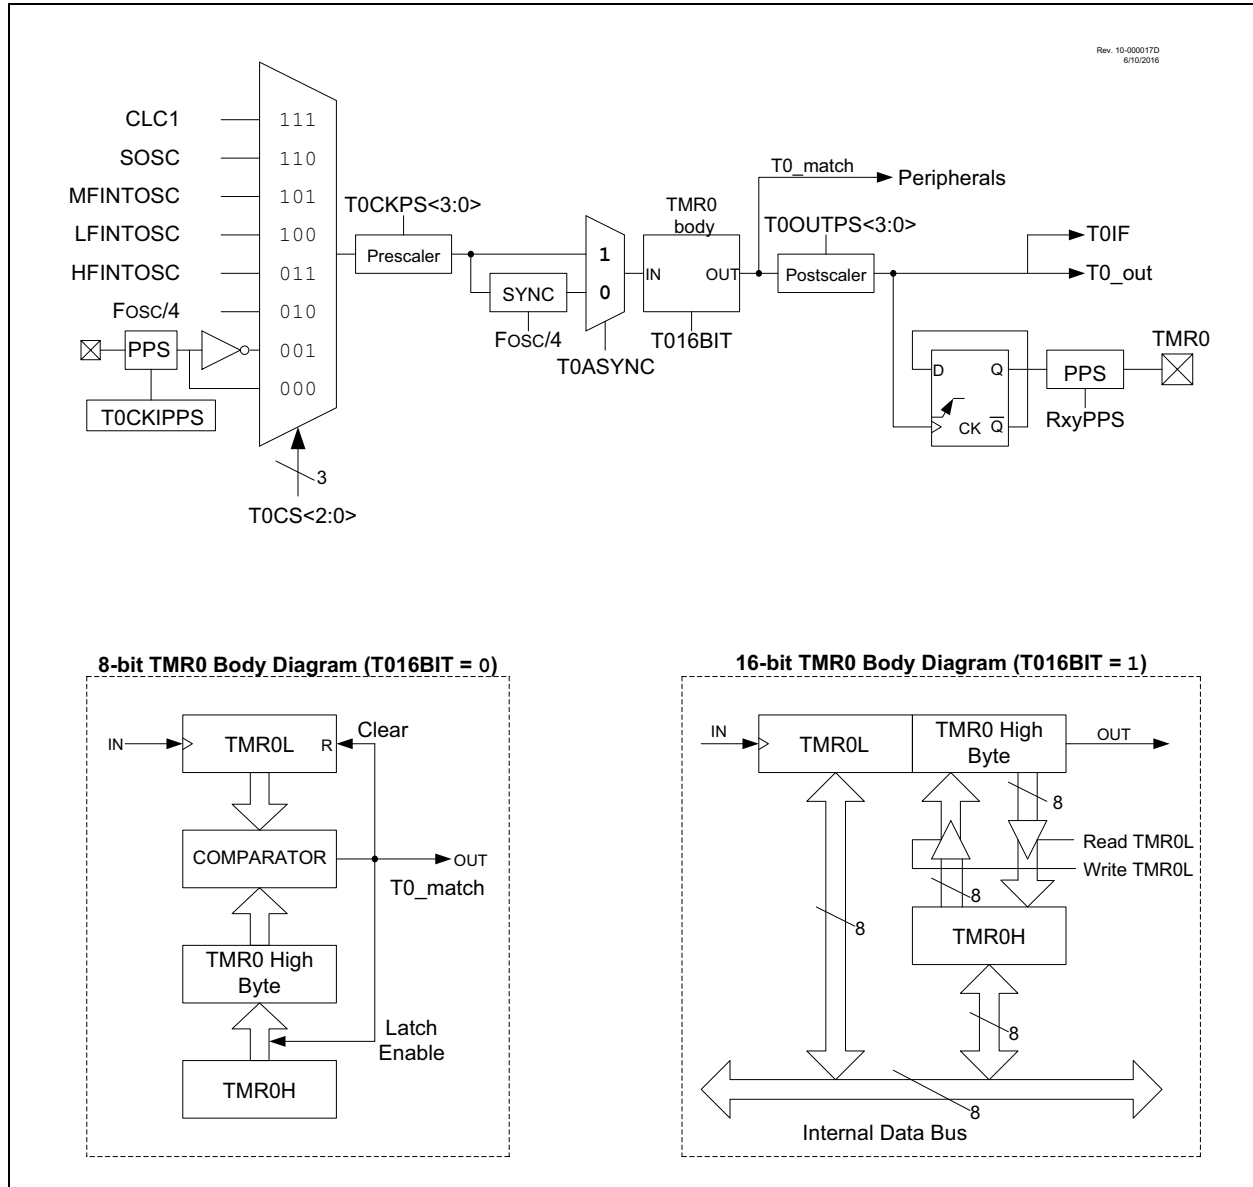 Rev. 10-000017D
6/10/2016
CLC1
111
SOSC
110
MFINTOSC
101
LFINTOSC
100
HFINTOSC
011
FOSC/4
010
PPS
001
000
T0CKIPPS
3
T0CS<2:0>
T0CKPS<3:0>
Prescaler
SYNC
FOSC/4
1
0
T0ASYNC
TMR0
body
IN
OUT
T016BIT
T0_match
Peripherals
T0OUTPS<3:0>
Postscaler
T0IF
T0_out
D
Q
CK
Q
PPS
RxyPPS
TMR0
8-bit TMR0 Body Diagram (T016BIT = 0)
IN
TMR0L
R
Clear
COMPARATOR
OUT
T0_match
TMR0 High
Byte
Latch
Enable
TMR0H
16-bit TMR0 Body Diagram (T016BIT = 1)
IN
TMR0L
TMR0 High
Byte
OUT
8
Read TMR0L
Write TMR0L
8
TMR0H
8
8
8
Internal Data Bus